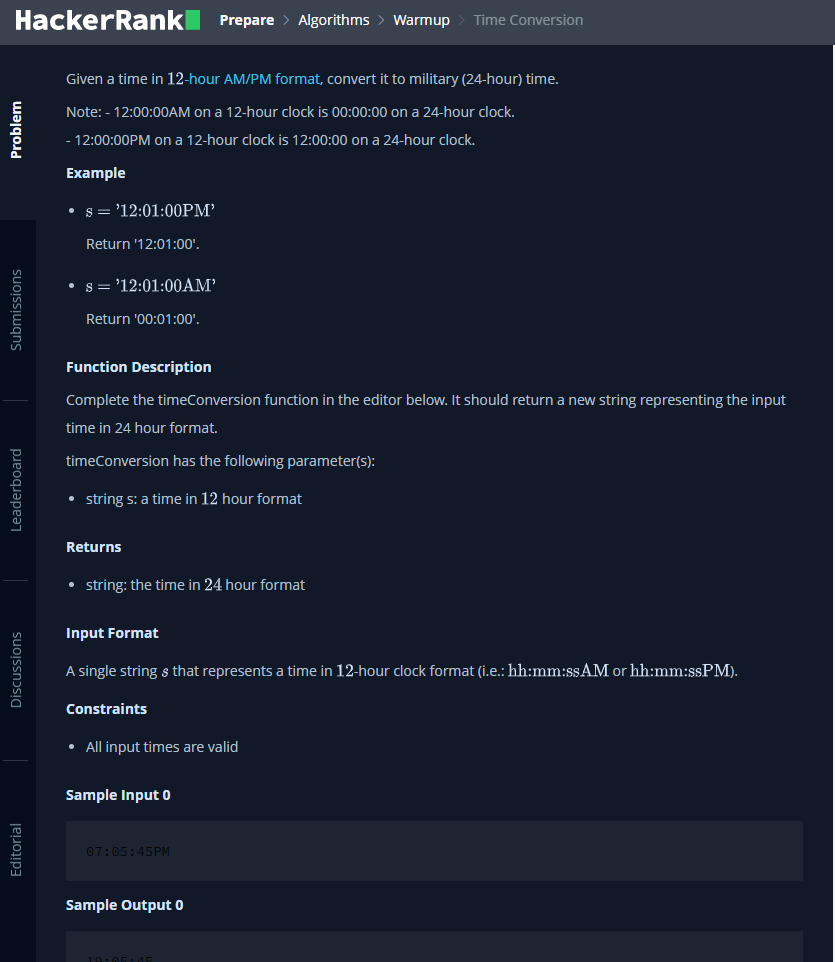 HackerRank
Prepare > Algorithms > Warmup > Time Conversion
Problem
Submissions
Leaderboard
Discussions
Editorial
Given a time in 12-hour AM/PM format, convert it to military (24-hour) time.
Note: - 12:00:00AM on a 12-hour clock is 00:00:00 on a 24-hour clock.
- 12:00:00PM on a 12-hour clock is 12:00:00 on a 24-hour clock.
Example
• s = '12:01:00PM'
Return '12:01:00'.
• s = '12:01:00AM'
Return '00:01:00'.
Function Description
Complete the timeConversion function in the editor below. It should return a new string representing the input
time in 24 hour format.
timeConversion has the following parameter(s):
• string s: a time in 12 hour format
Returns
• string: the time in 24 hour format
Input Format
A single string s that represents a time in 12-hour clock format (i.e.: hh:mm:ssAM or hh:mm:ssPM).
Constraints
• All input times are valid
Sample Input 0
07:05:45PM
Sample Output 0
19:05:45